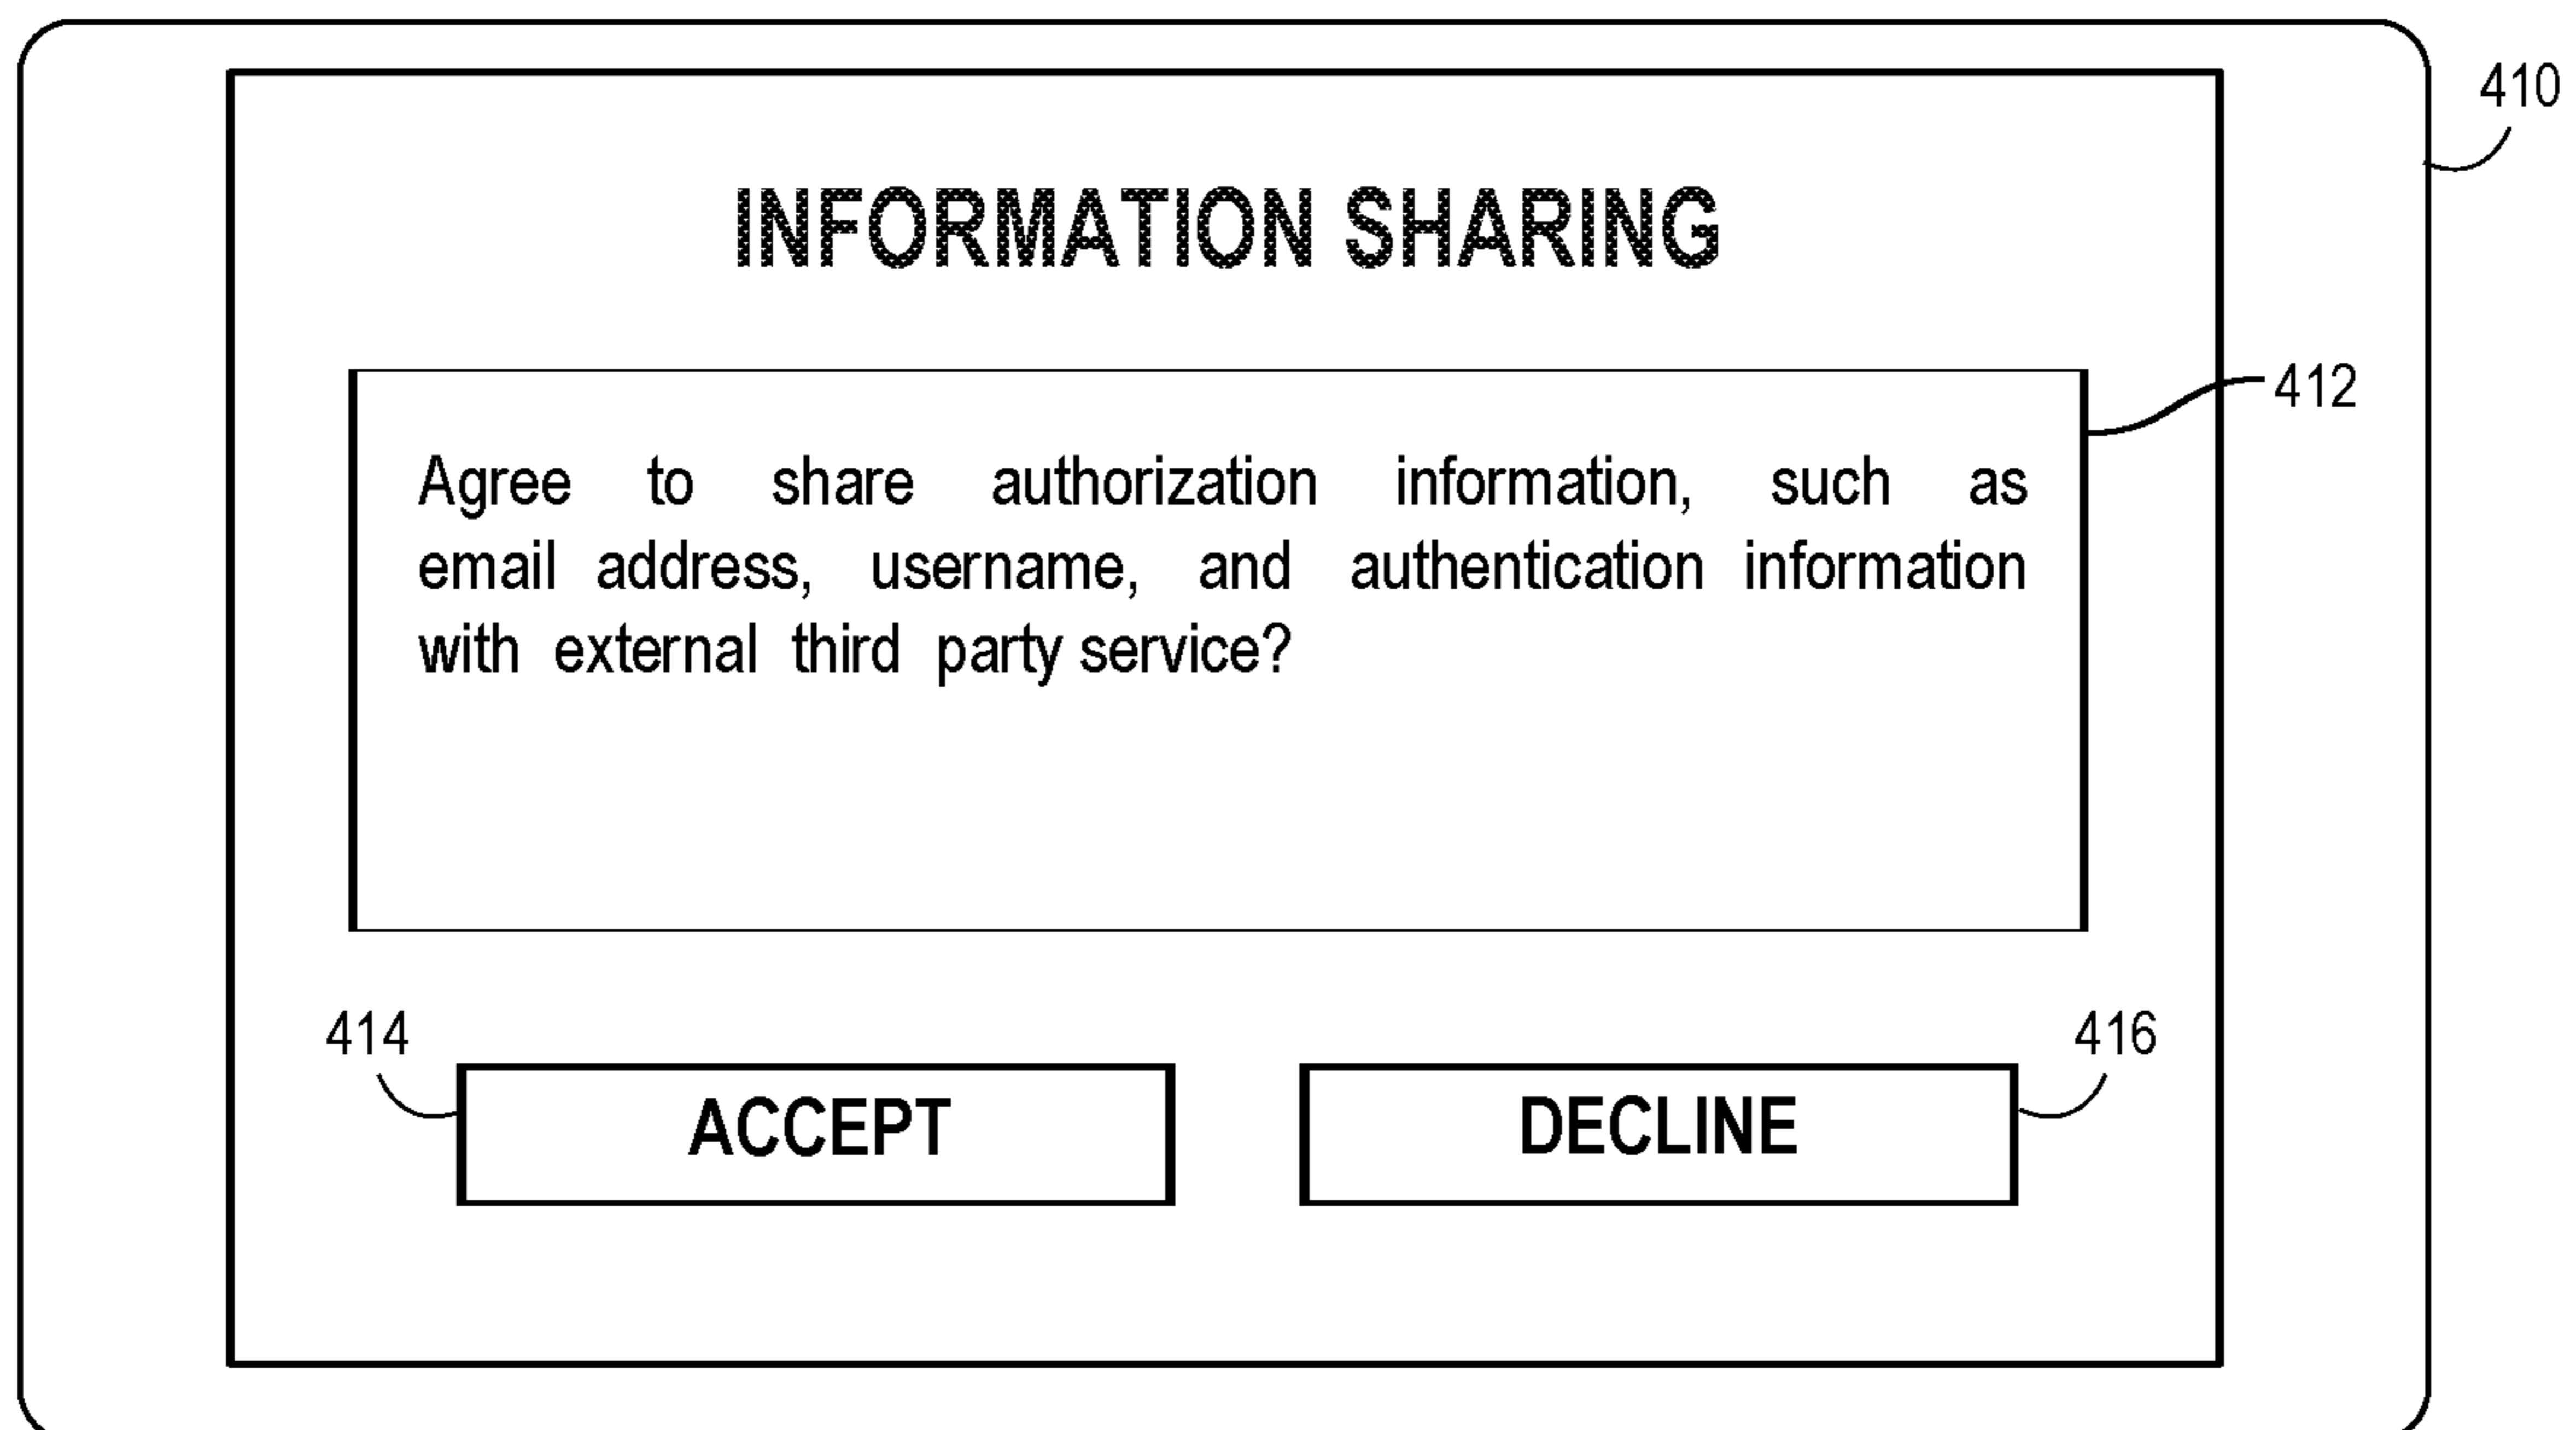 410
INFORMATION SHARING
412
Agree to share authorization information, such as
email address, username, and authentication information
with external third party service?
414
416
ACCEPT
DECLINE